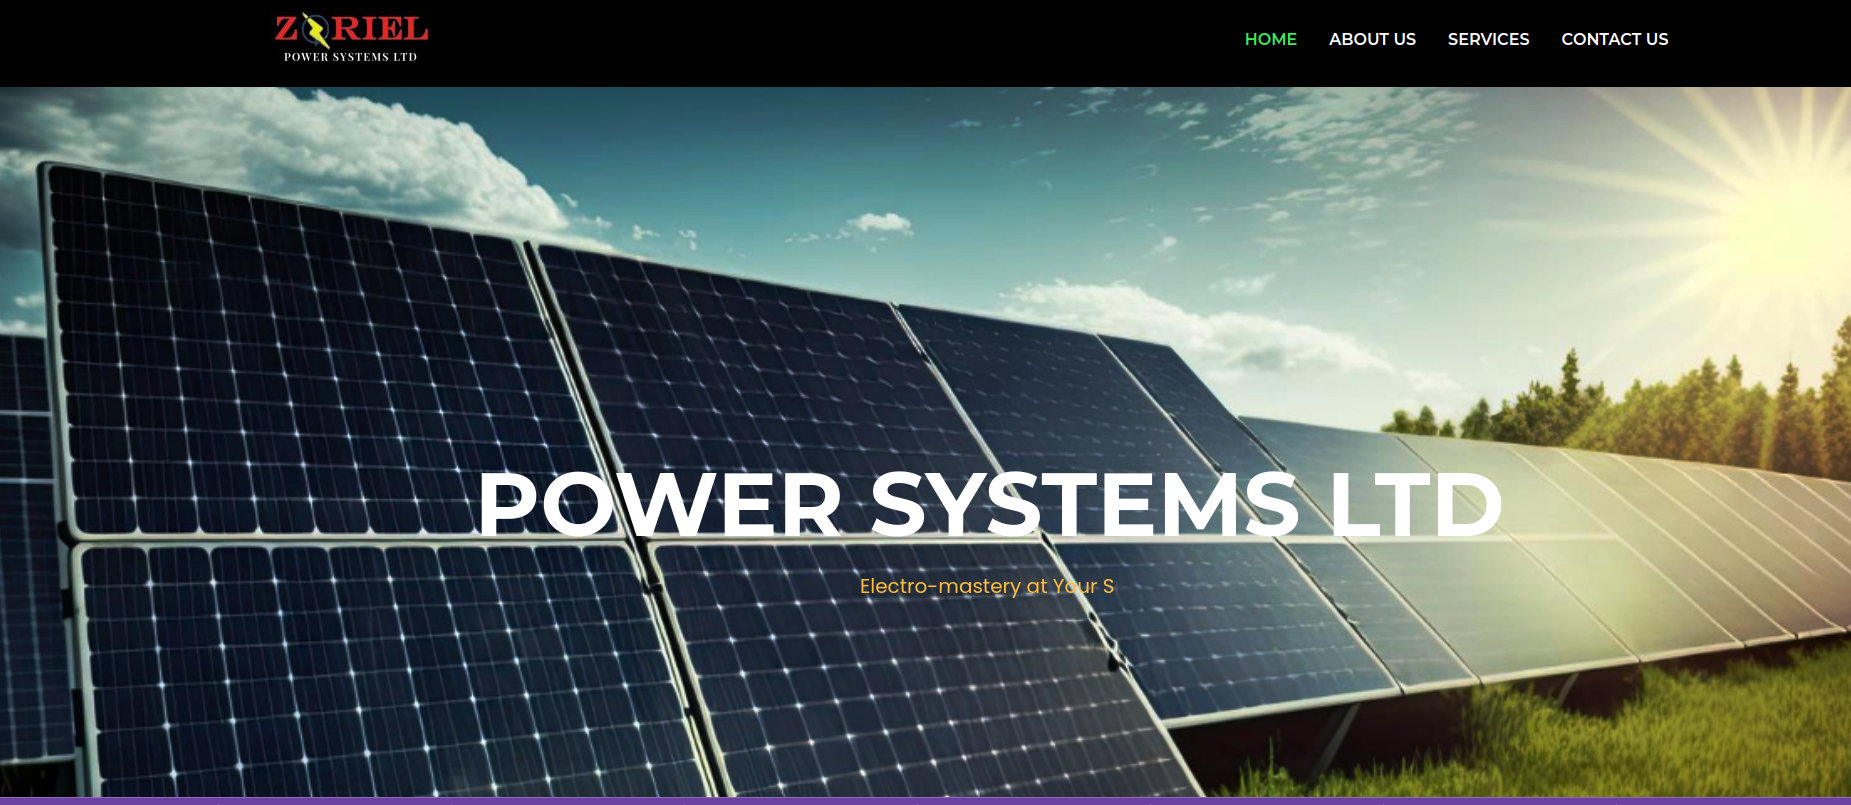 ZORIEL
POWER SYSTEMS LTD
HOME
ABOUT US
SERVICES
CONTACT US
POWER SYSTEMS LTD
Electro-mastery at Your S